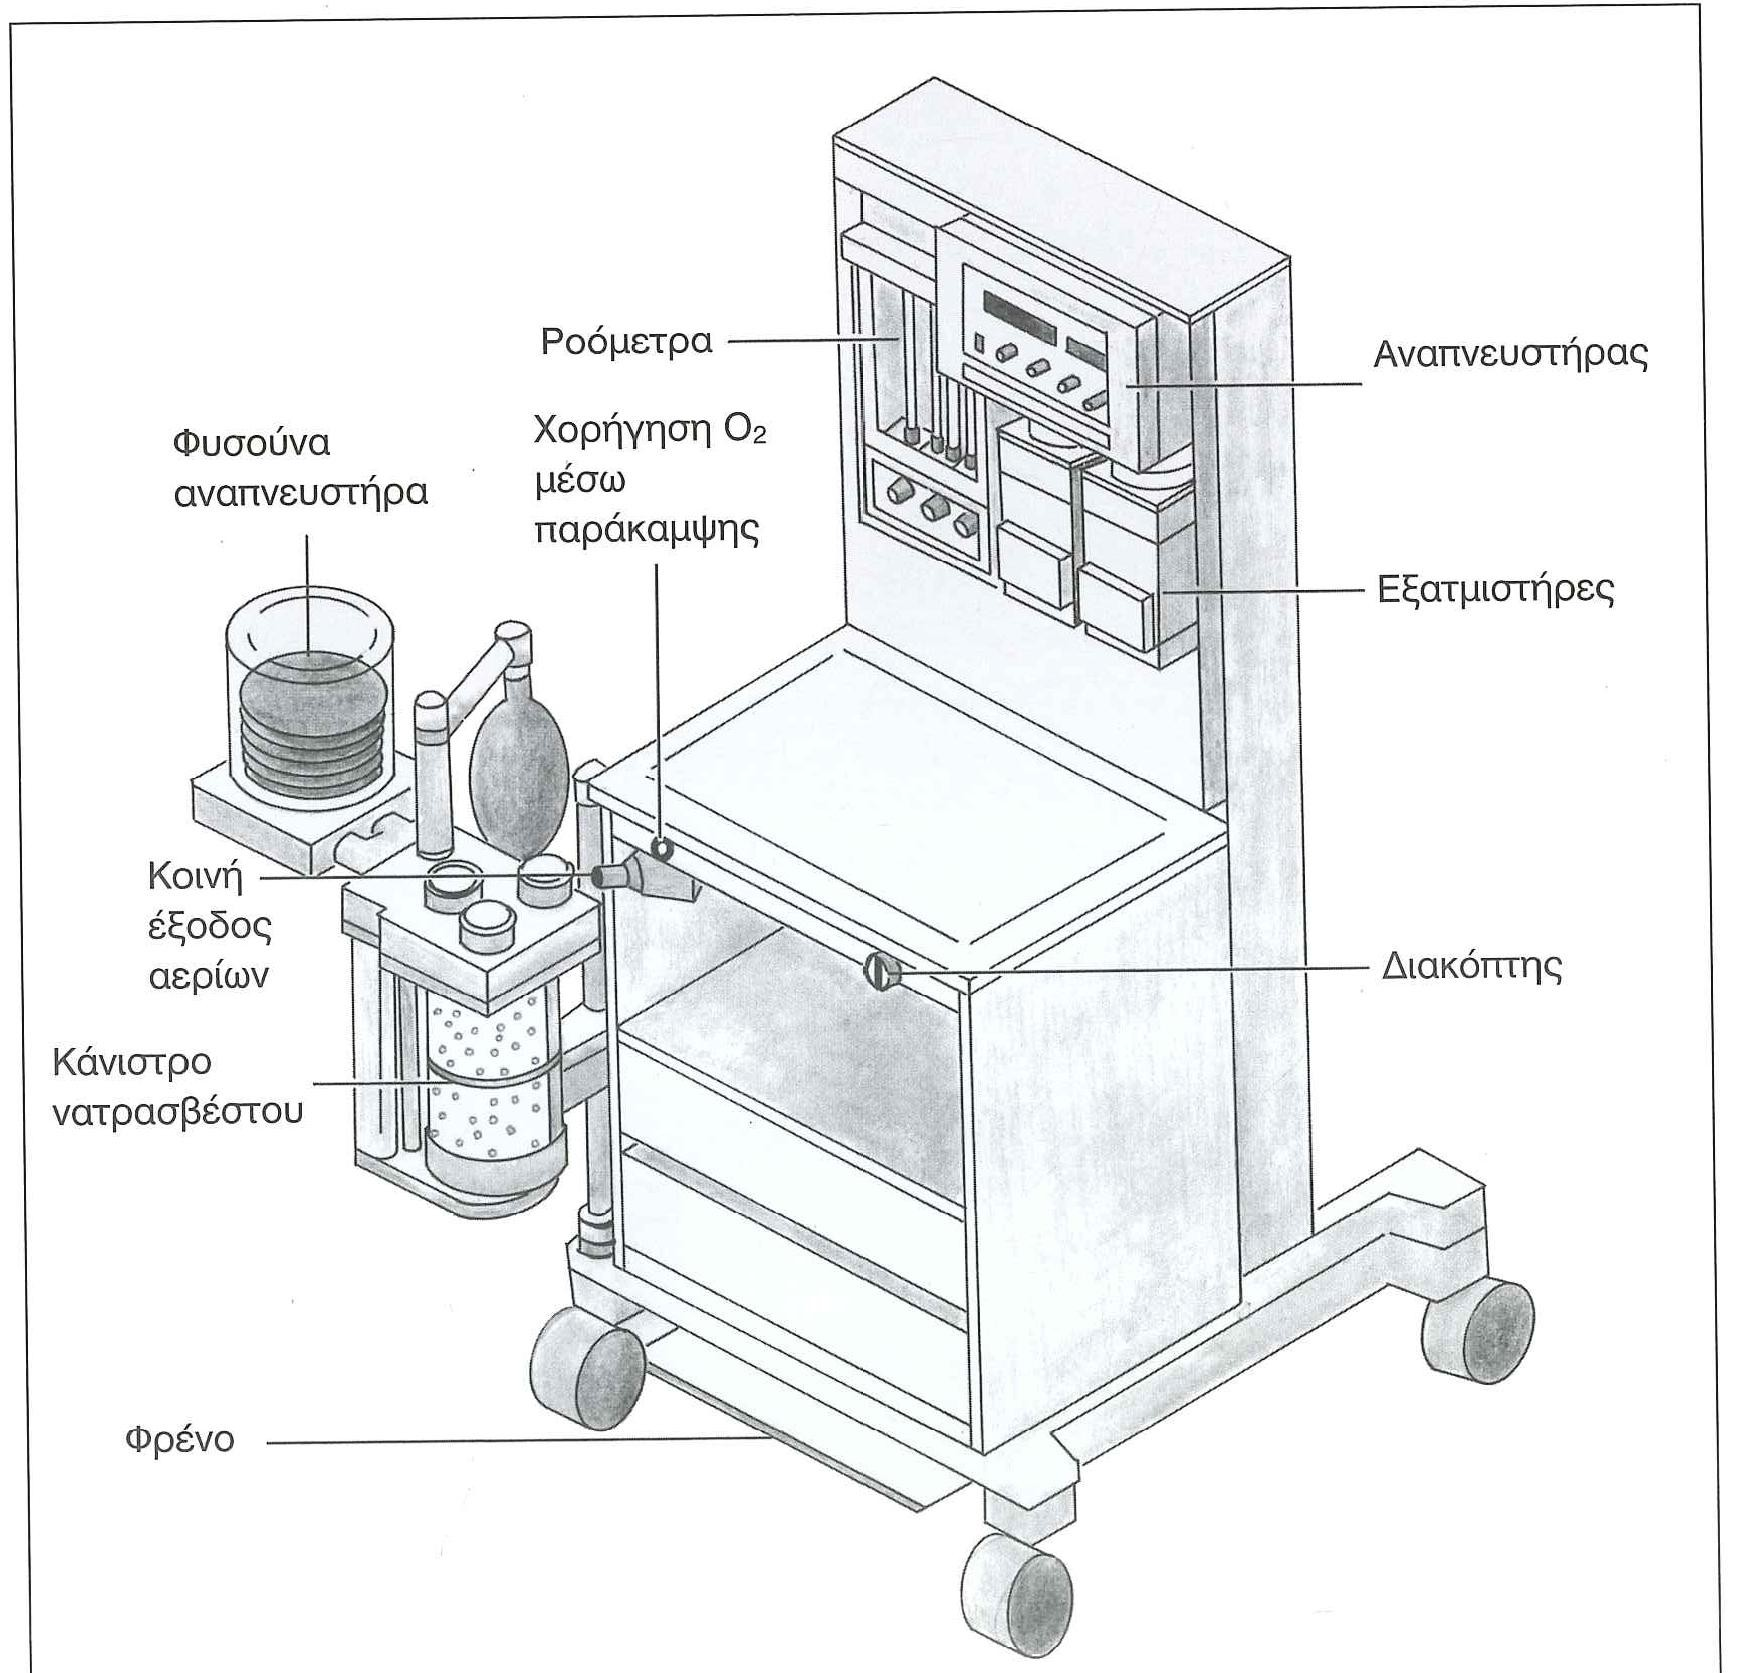 Ροόμετρα
Αναπνευστήρας
Χορήγηση O₂
μέσω
παράκαμψης
Φυσούνα
αναπνευστήρα
Εξατμιστήρες
Κοινή
έξοδος
αερίων
Διακόπτης
Κάνιστρο
νατρασβέστου
Φρένο